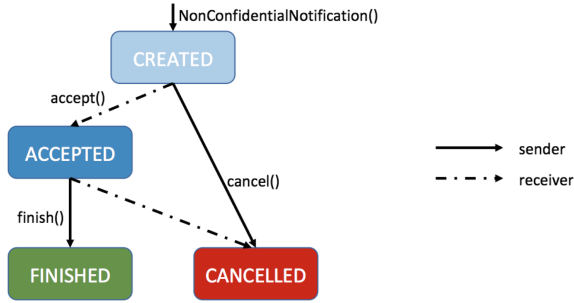 NonConfidentialNotification()
CREATED
accept()
ACCEPTED
sender
receiver
cancel()
finish()
FINISHED
CANCELLED